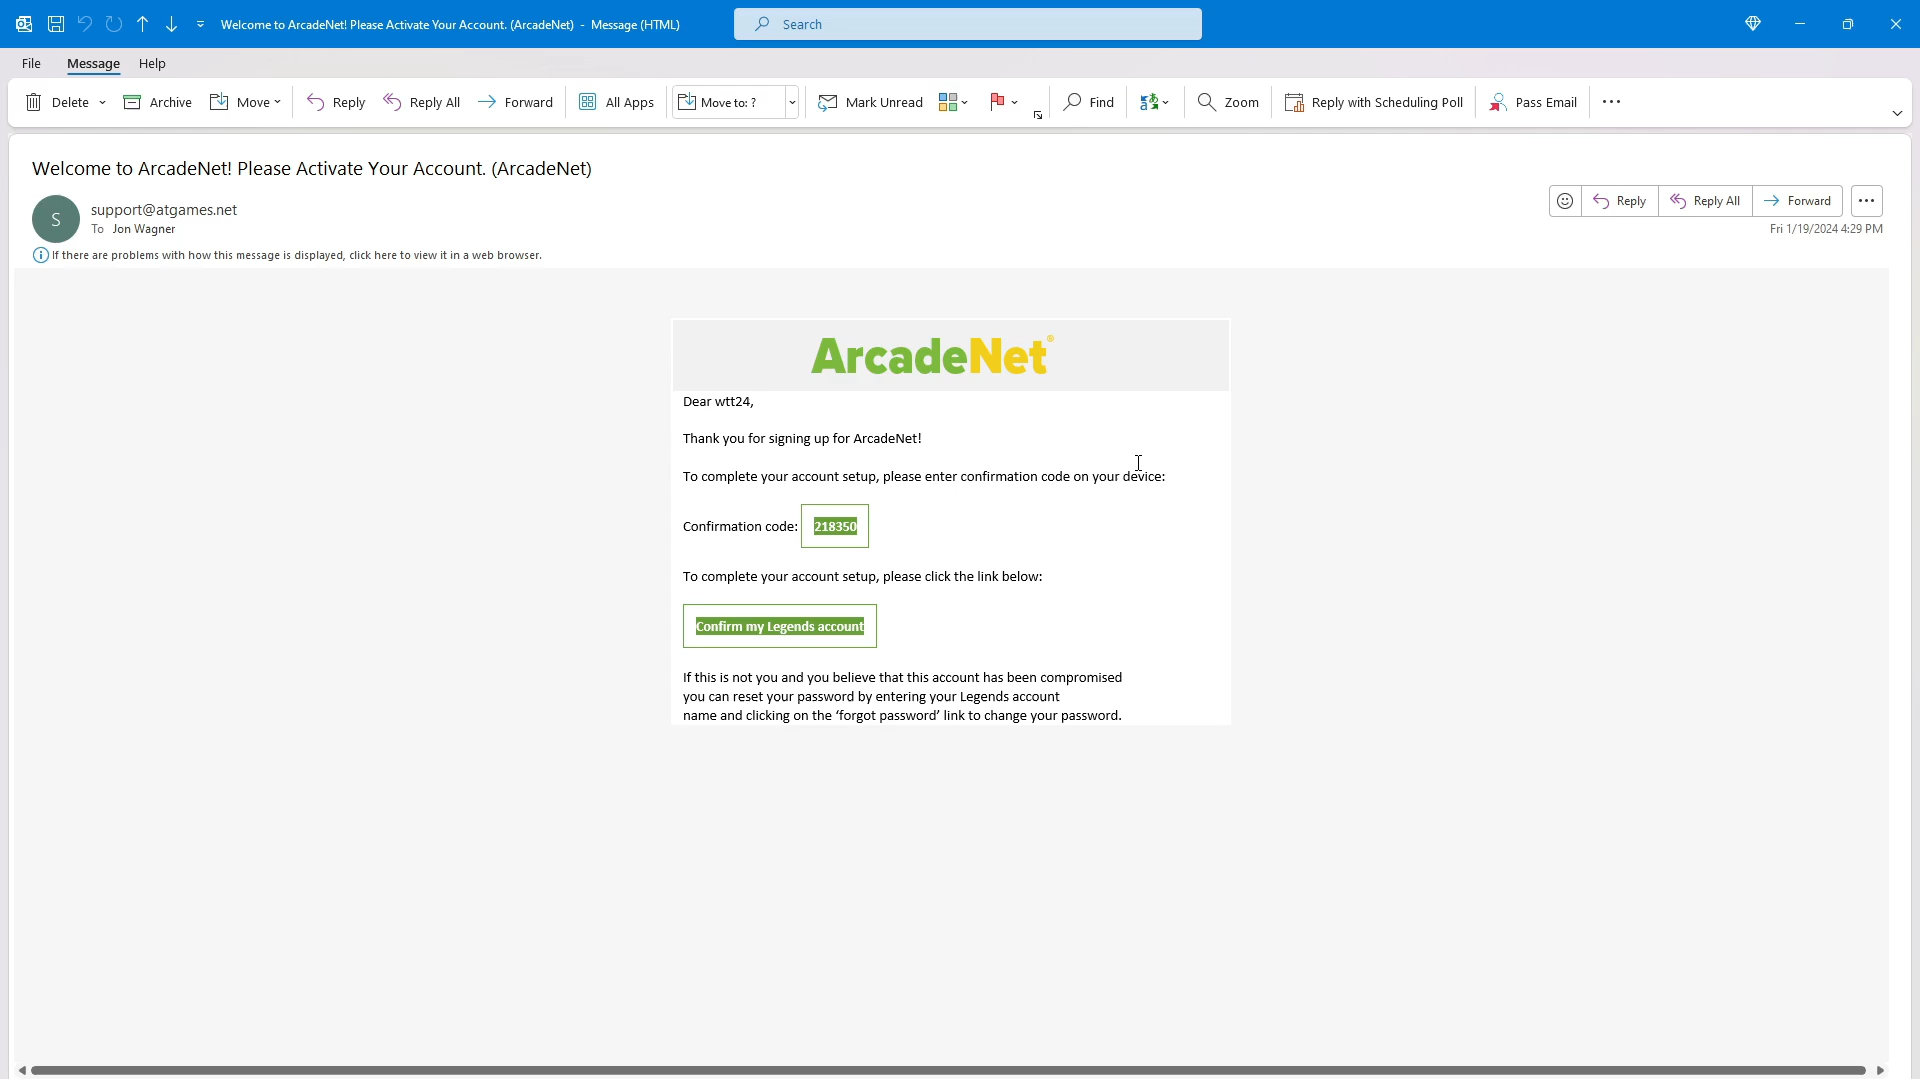 Welcome to ArcadeNet! Please Activate Your Account. (ArcadeNet) - Message (HTML)
Search
File Message Help
Delete Archive Move Reply Reply All Forward All Apps Move to: ? Mark Unread Find Zoom Reply with Scheduling Poll Pass Email
Welcome to ArcadeNet! Please Activate Your Account. (ArcadeNet)
S
support@atgames.net
To Jon Wagner
Reply Reply All Forward
Fri 1/19/2024 4:29 PM
If there are problems with how this message is displayed, click here to view it in a web browser.
ArcadeNet®
Dear wtt24,
Thank you for signing up for ArcadeNet!
To complete your account setup, please enter confirmation code on your device:
Confirmation code: 218350
To complete your account setup, please click the link below:
Confirm my Legends account
If this is not you and you believe that this account has been compromised
you can reset your password by entering your Legends account
name and clicking on the ‘forgot password’ link to change your password.